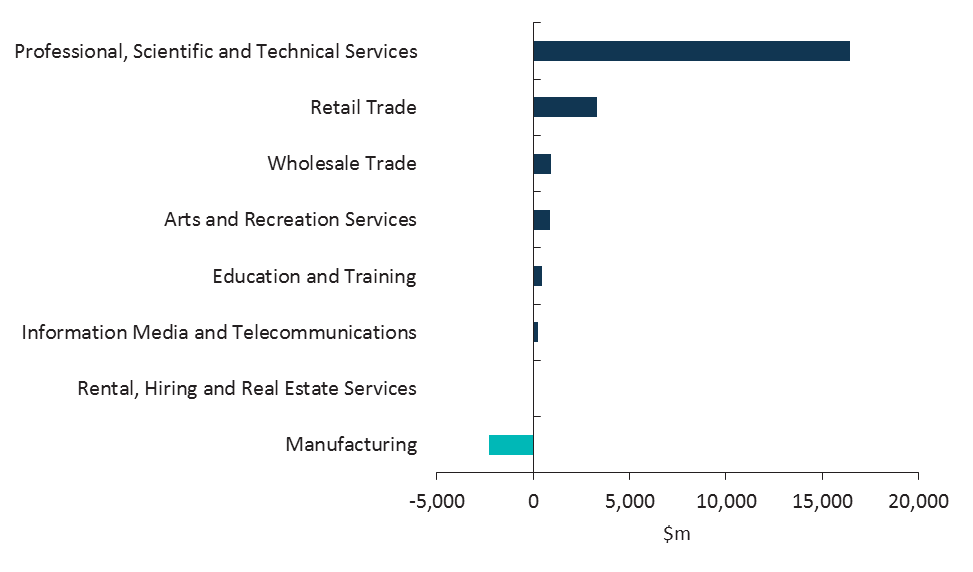 Professional, Scientific and Technical Services
Retail Trade
Wholesale Trade
Arts and Recreation Services
Education and Training
Information Media and Telecommunications
Rental, Hiring and Real Estate Services
Manufacturing
-5,000 0 5,000 10,000 15,000 20,000
$m